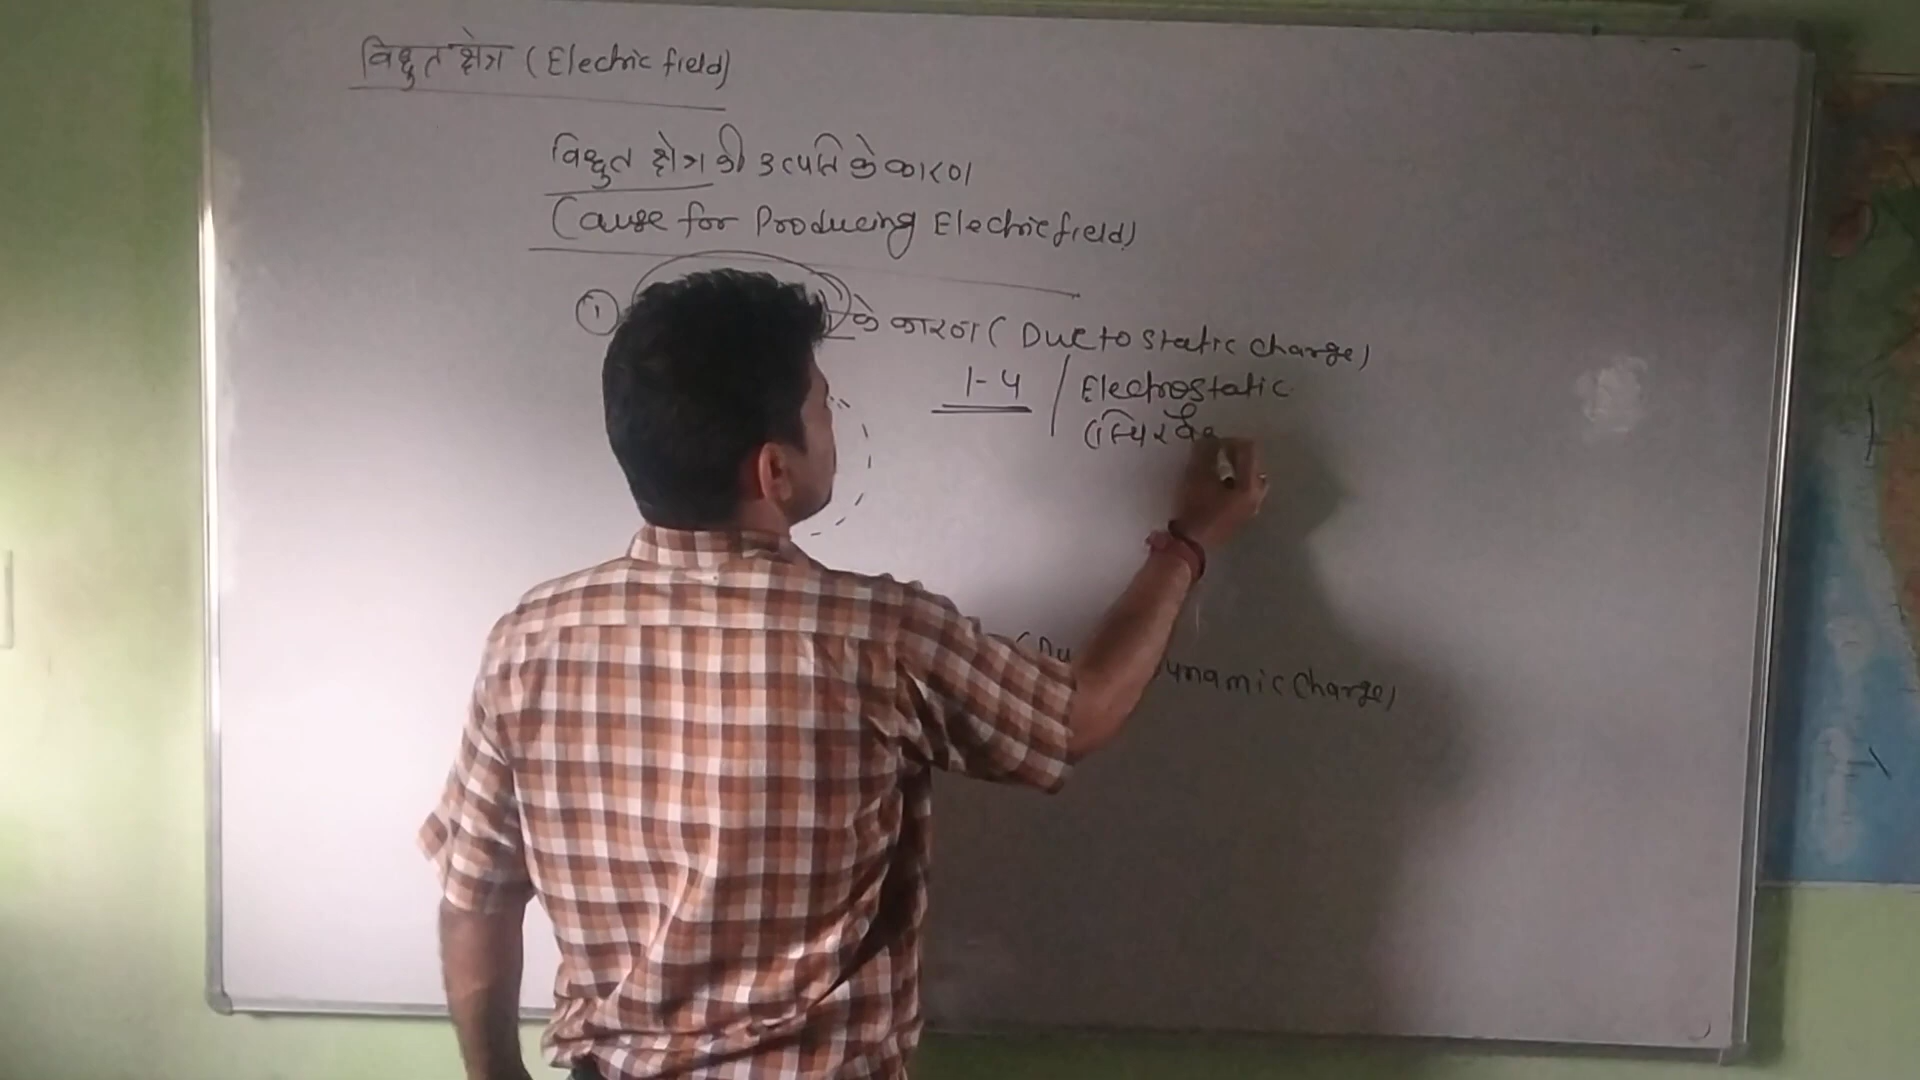 विधुत क्षेत्र (Electric field)
विधुत क्षेत्र की उत्पति के कारण
(Cause for Producing Electric field)
① के कारण (Due to static charge)
1-4 / Electrostatic
(स्थिर वै
(Du ynamic Charge)